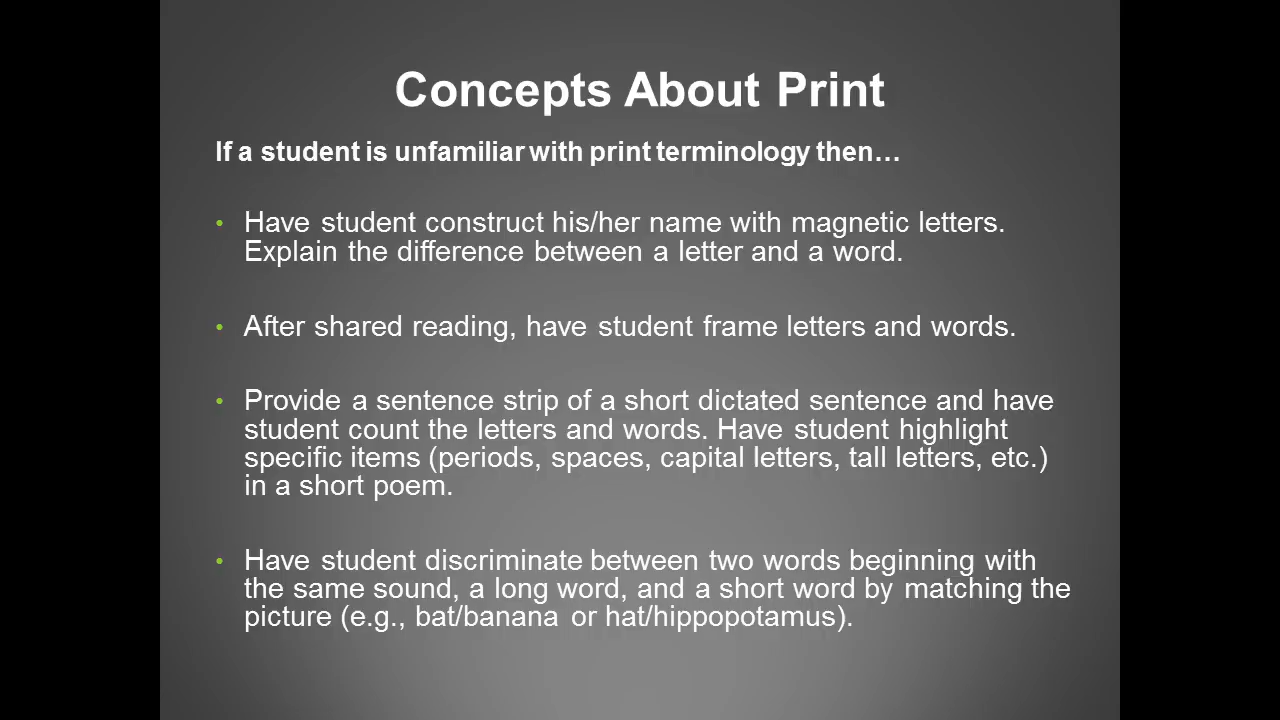 Concepts About Print
If a student is unfamiliar with print terminology then…
• Have student construct his/her name with magnetic letters.
Explain the difference between a letter and a word.
• After shared reading, have student frame letters and words.
• Provide a sentence strip of a short dictated sentence and have
student count the letters and words. Have student highlight
specific items (periods, spaces, capital letters, tall letters, etc.)
in a short poem.
• Have student discriminate between two words beginning with
the same sound, a long word, and a short word by matching the
picture (e.g., bat/banana or hat/hippopotamus).